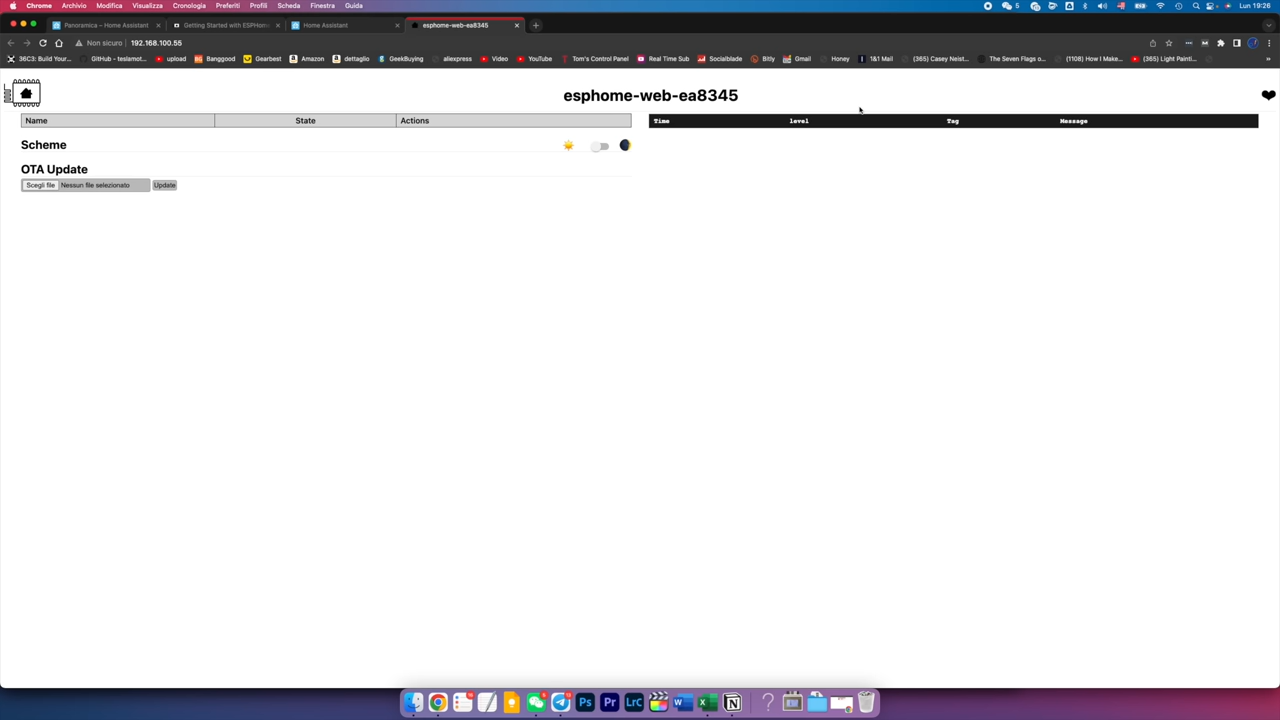 Chrome Archivio Modifica Visualizza Cronologia Preferiti Profili Scheda Finestra Guida 5 Lun 19:26
Panoramica – Home Assistant Getting Started with ESPHom Home Assistant esphome-web-ea8345
Non sicuro 192.168.100.55
36C3: Build Your... GitHub - teslamot... upload Banggood Gearbest Amazon dettaglio GeekBuying aliexpress Video YouTube Tom's Control Panel Real Time Sub Socialblade Bitly Gmail Honey 1&1 Mail (365) Casey Neist... The Seven Flags o... (1108) How I Make... (365) Light Painti... »
esphome-web-ea8345
Name State Actions
Time level Tag Message
Scheme
OTA Update
Scegli file Nessun file selezionato Update
Ps Pr LrC W X N